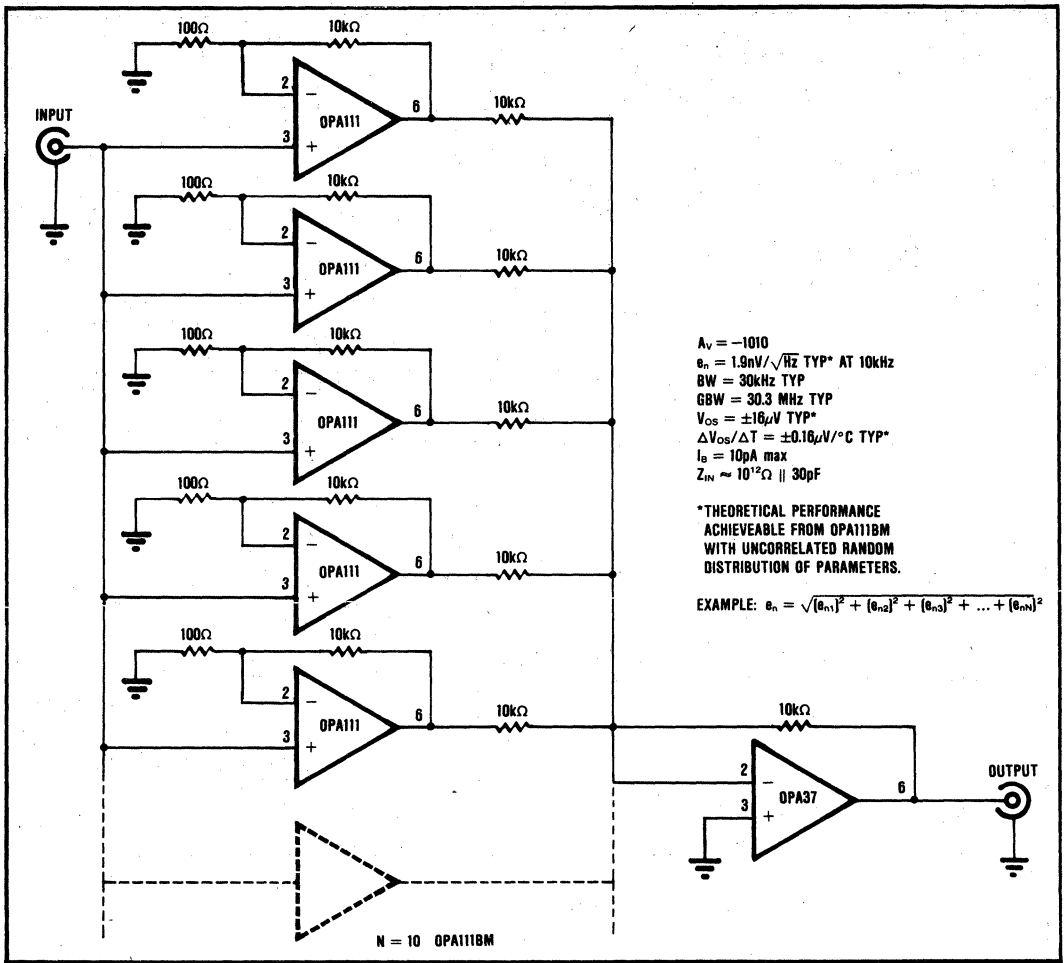 100Ω 10kΩ
INPUT
2 − OPA111 6 10kΩ
3 +
100Ω 10kΩ
2 − OPA111 6 10kΩ
3 +
100Ω 10kΩ
2 − OPA111 6 10kΩ
3 +
100Ω 10kΩ
2 − OPA111 6 10kΩ
3 +
100Ω 10kΩ
2 − OPA111 6 10kΩ
3 +
Aᵥ = −1010
eₙ = 1.9nV/√Hz TYP* AT 10kHz
BW = 30kHz TYP
GBW = 30.3 MHz TYP
VOS = ±16μV TYP*
ΔVOS/ΔT = ±0.16μV/°C TYP*
IB = 10pA max
ZIN ≈ 10¹²Ω || 30pF
*THEORETICAL PERFORMANCE
ACHIEVEABLE FROM OPA111BM
WITH UNCORRELATED RANDOM
DISTRIBUTION OF PARAMETERS.
EXAMPLE: eₙ = √(eₙ₁)² + (eₙ₂)² + (eₙ₃)² + ... + (eₙN)²
10kΩ
2 − OPA37 6
3 +
OUTPUT
N = 10 OPA111BM